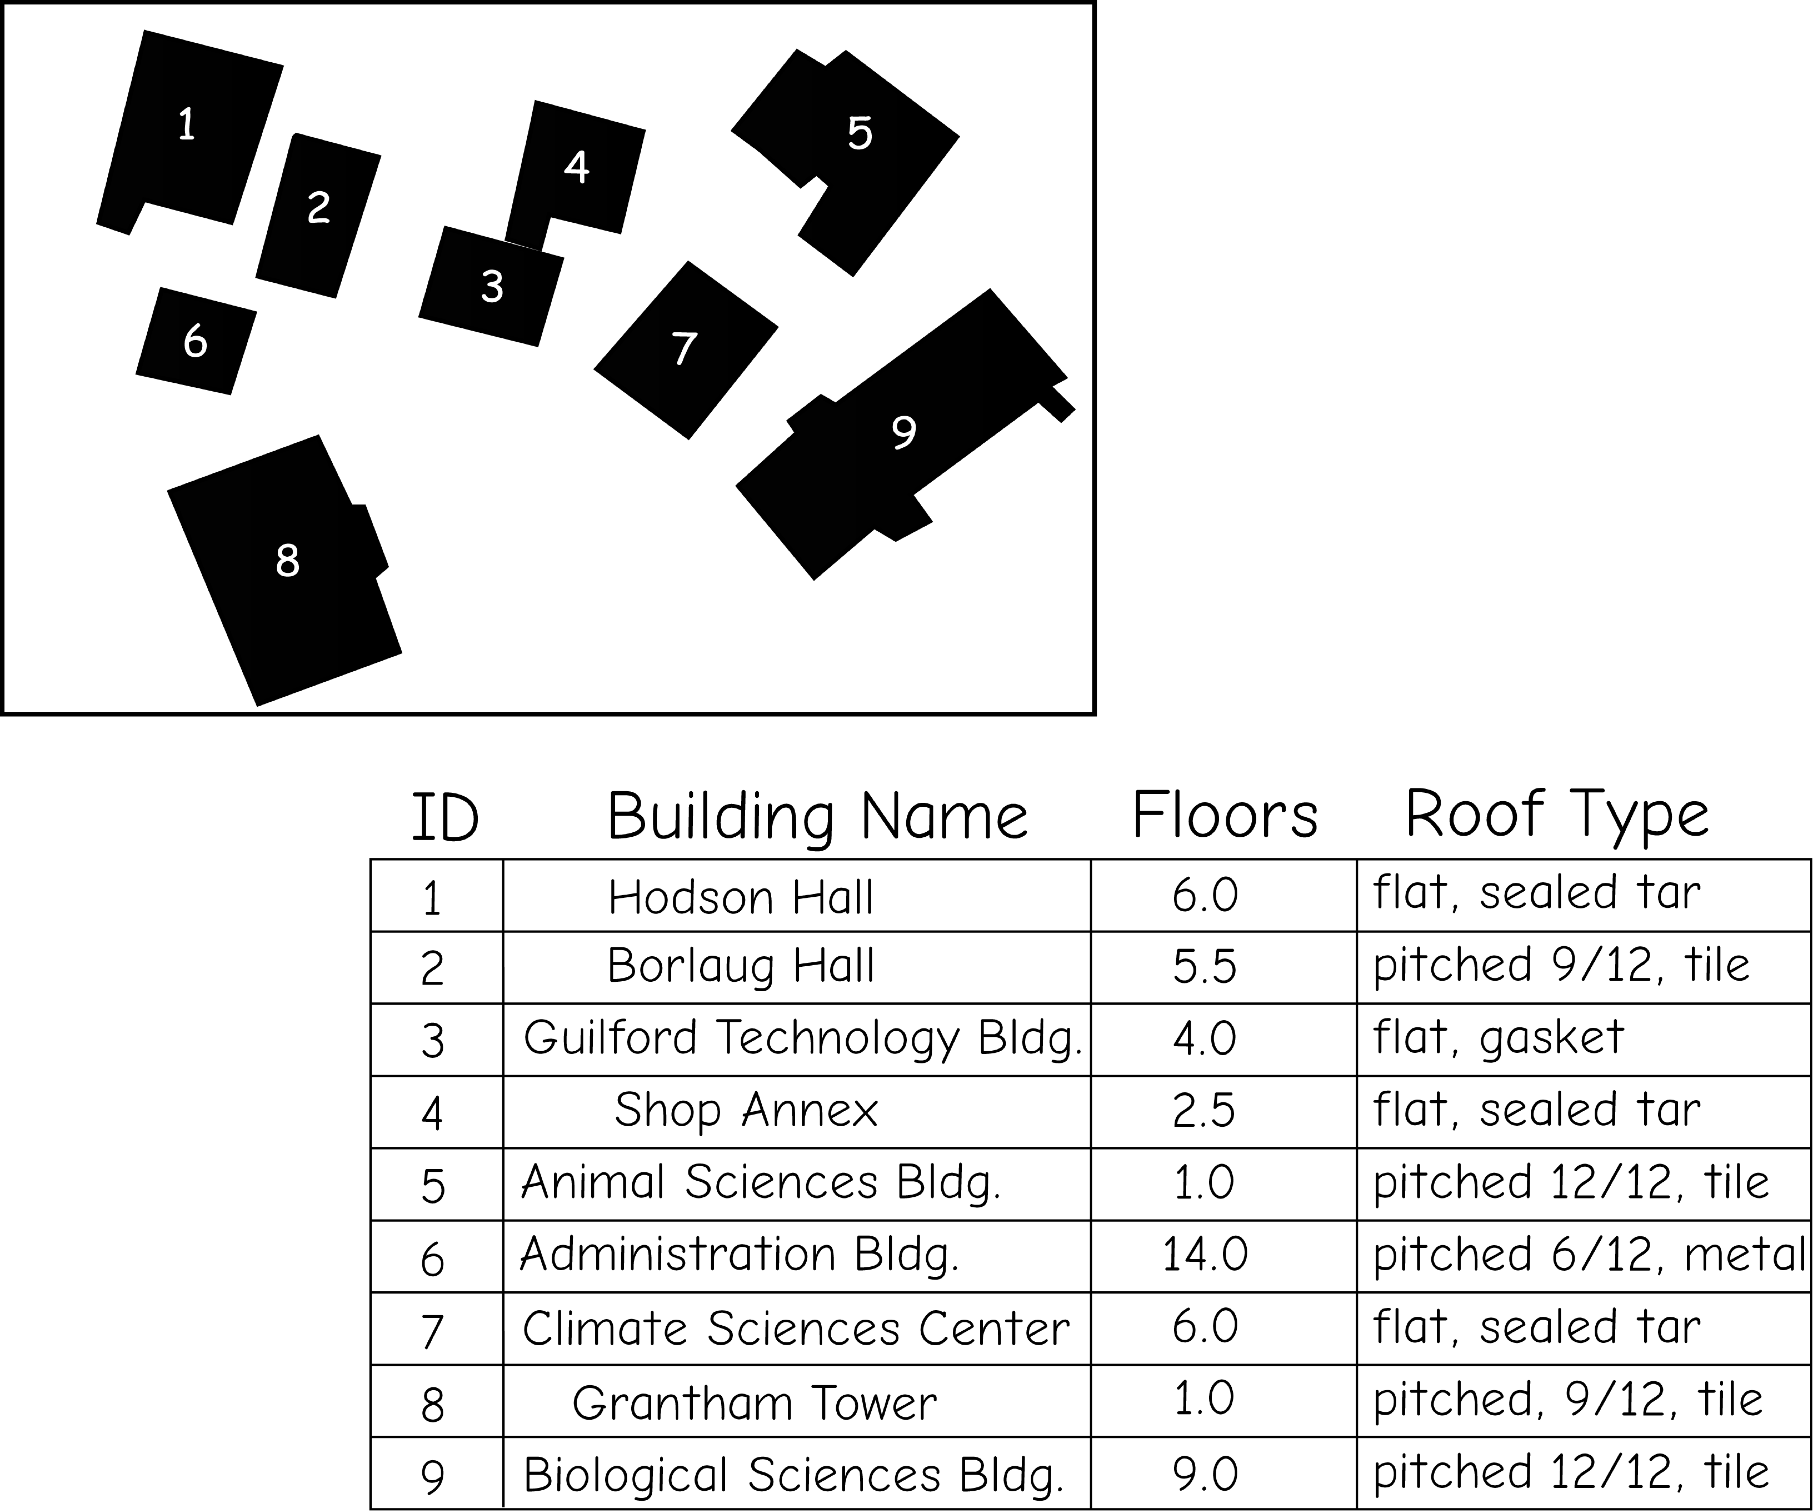 1
5
4
2
3
6
7
9
8
ID Building Name Floors Roof Type
1 Hodson Hall 6.0 flat, sealed tar
2 Borlaug Hall 5.5 pitched 9/12, tile
3 Guilford Technology Bldg. 4.0 flat, gasket
4 Shop Annex 2.5 flat, sealed tar
5 Animal Sciences Bldg. 1.0 pitched 12/12, tile
6 Administration Bldg. 14.0 pitched 6/12, metal
7 Climate Sciences Center 6.0 flat, sealed tar
8 Grantham Tower 1.0 pitched, 9/12, tile
9 Biological Sciences Bldg. 9.0 pitched 12/12, tile